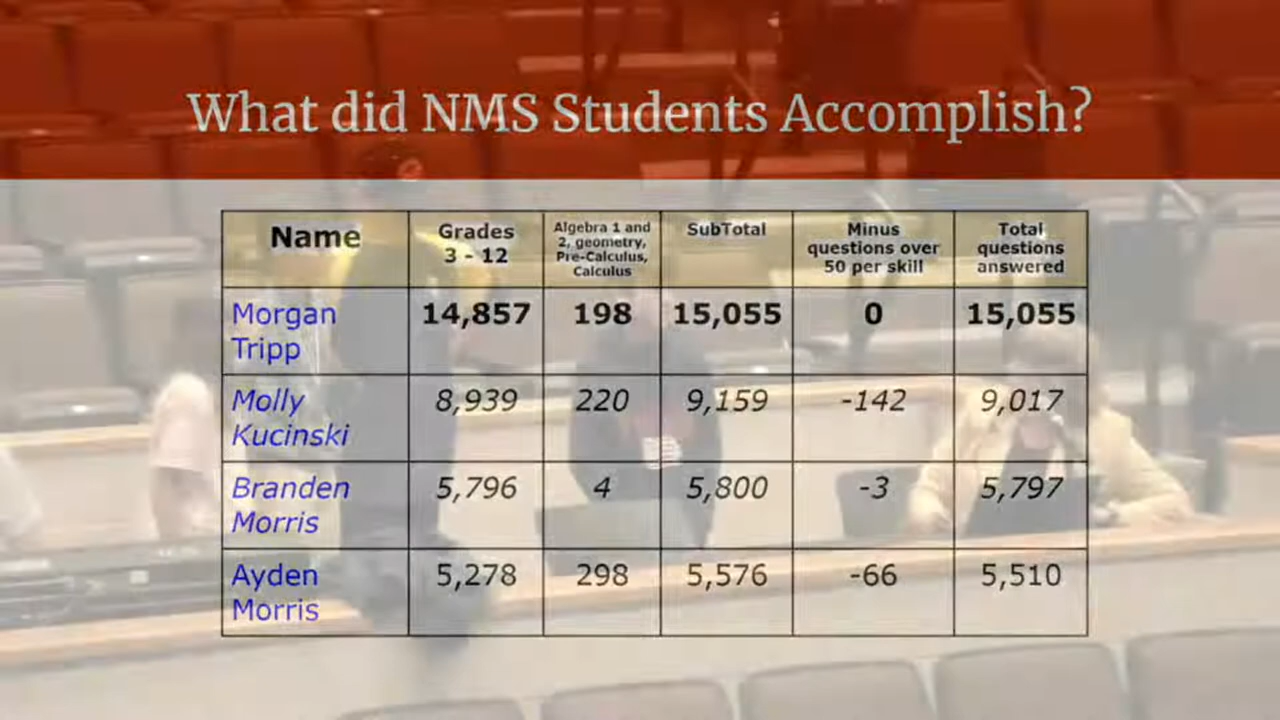 What did NMS Students Accomplish?
Name
Grades
3 - 12
Algebra 1 and
2, geometry,
Pre-Calculus,
Calculus
SubTotal
Minus
questions over
50 per skill
Total
questions
answered
Morgan
Tripp
14,857
198
15,055
0
15,055
Molly
Kucinski
8,939
220
9,159
-142
9,017
Branden
Morris
5,796
4
5,800
-3
5,797
Ayden
Morris
5,278
298
5,576
-66
5,510